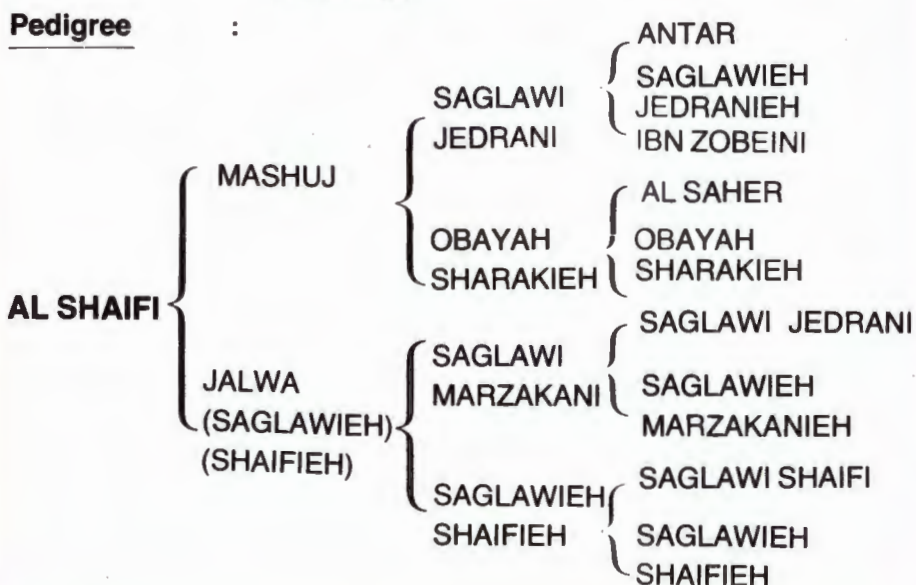 Pedigree :
ANTAR
SAGLAWI
SAGLAWIEH
JEDRANI
JEDRANIEH
IBN ZOBEINI
MASHUJ
AL SAHER
OBAYAH
OBAYAH
SHARAKIEH
SHARAKIEH
AL SHAIFI
SAGLAWI JEDRANI
SAGLAWI
JALWA
MARZAKANI
SAGLAWIEH
(SAGLAWIEH)
MARZAKANIEH
(SHAIFIEH)
SAGLAWI SHAIFI
SAGLAWIEH
SHAIFIEH
SAGLAWIEH
SHAIFIEH